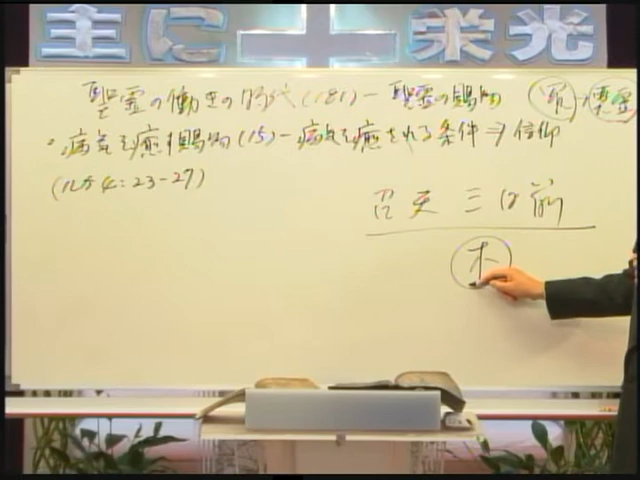 主に 栄光
聖霊の働きの時代(181)-聖霊の賜物
病気を癒す賜物(15)-病気を癒される条件⇒信仰
(ルカ4:23-27)
召天三日前
木